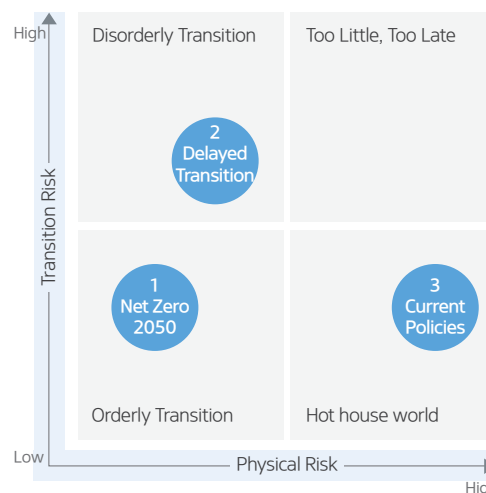 High
Disorderly Transition
Too Little, Too Late
2
Delayed
Transition
Transition Risk
1
Net Zero
2050
3
Current
Policies
Orderly Transition
Hot house world
Low
Physical Risk